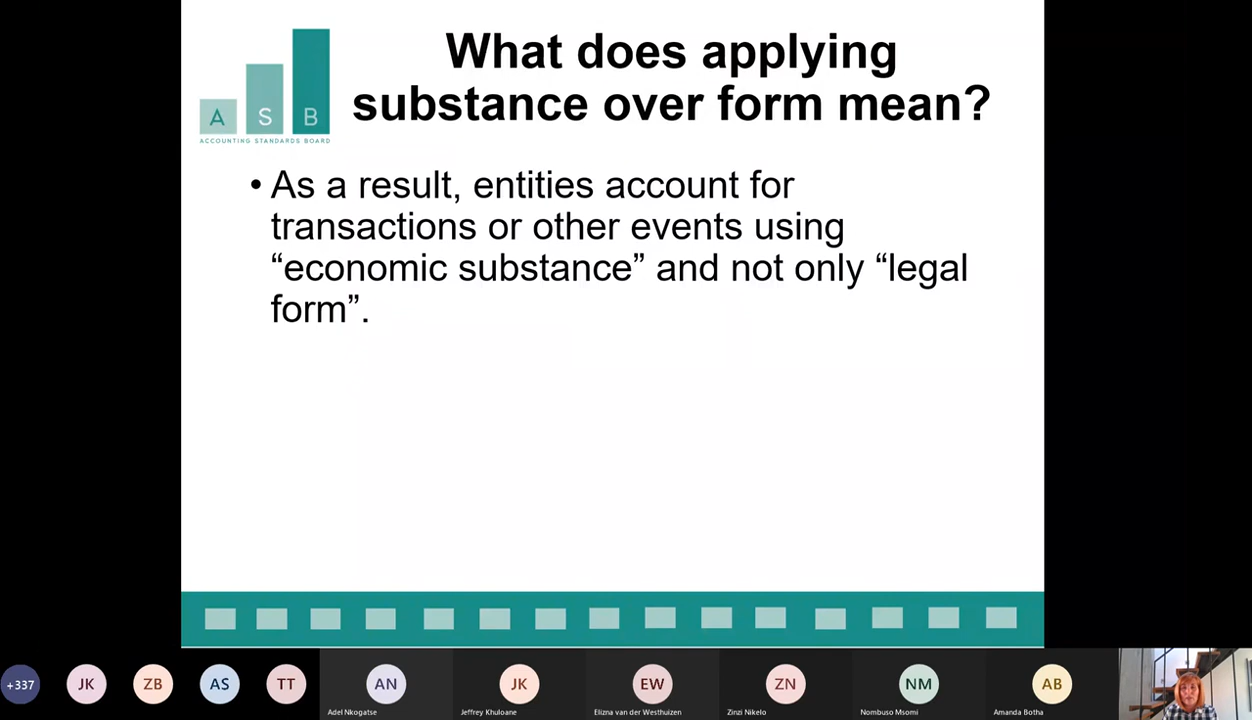 What does applying
substance over form mean?
A S B
ACCOUNTING STANDARDS BOARD
• As a result, entities account for
transactions or other events using
“economic substance” and not only “legal
form”.
+337
JK
ZB
AS
TT
AN
JK
EW
ZN
NM
AB
Adel Nkogatse
Jeffrey Khuloane
Elizna van der Westhuizen
Zinzi Nikelo
Nombuso Msomi
Amanda Botha